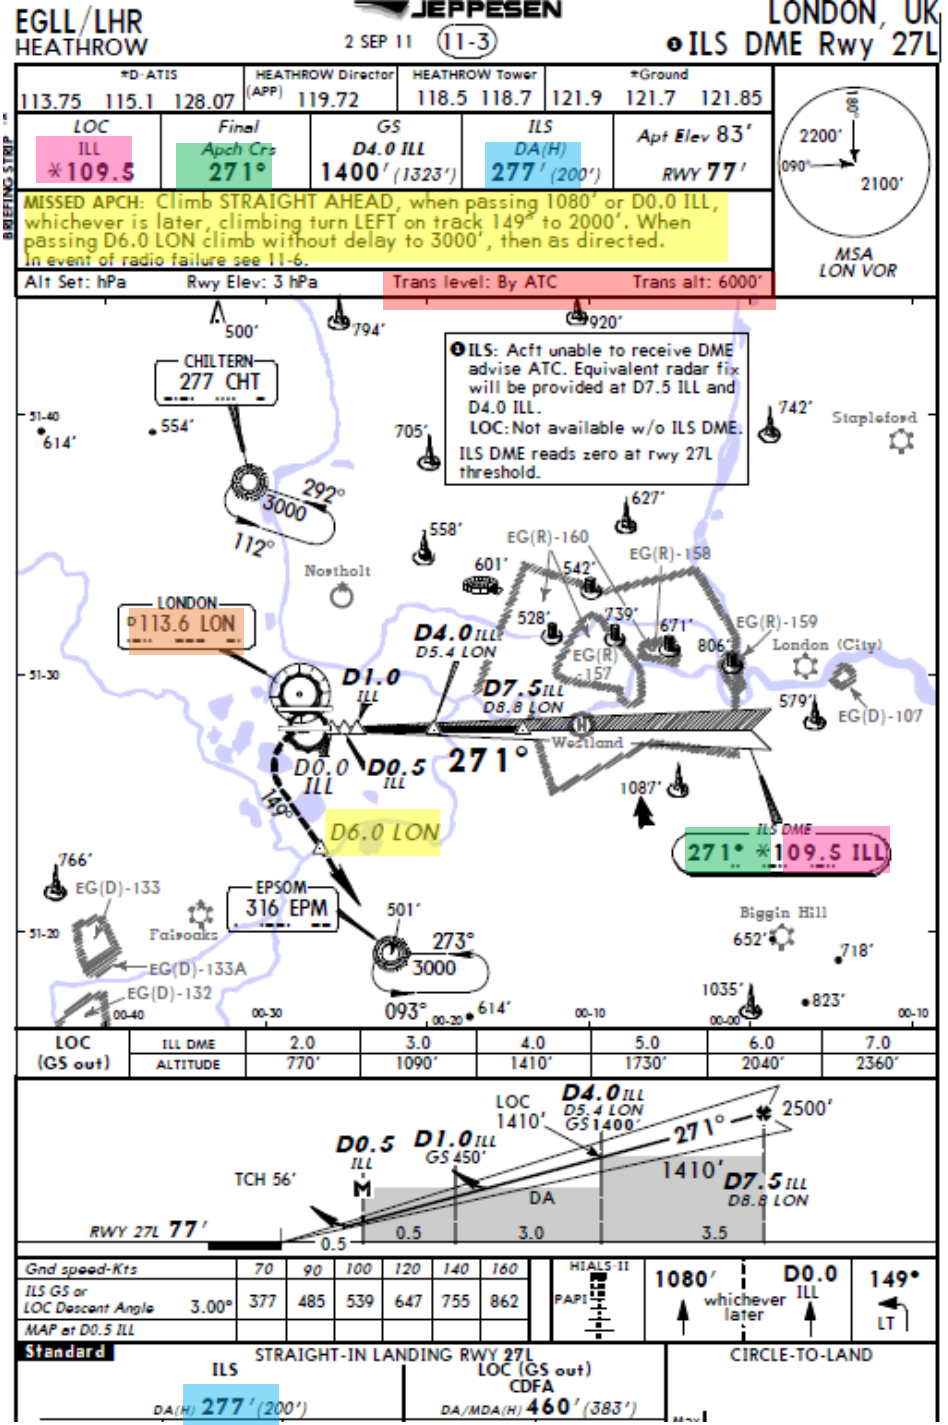 EGLL/LHR
HEATHROW
JEPPESEN
2 SEP 11 11-3
LONDON, UK
❶ILS DME Rwy 27L
BRIEFING STRIP
*D-ATIS
113.75 115.1 128.07
HEATHROW Director (APP)
119.72
HEATHROW Tower
118.5 118.7 121.9
*Ground
121.7 121.85
LOC
ILL
*109.5
Final
Apch Crs
271°
GS
D4.0 ILL
1400' (1323')
ILS
DA(H)
277' (200')
Apt Elev 83'
RWY 77'
MISSED APCH: Climb STRAIGHT AHEAD, when passing 1080' or D0.0 ILL,
whichever is later, climbing turn LEFT on track 149° to 2000'. When
passing D6.0 LON climb without delay to 3000', then as directed.
In event of radio failure see 11-6.
Alt Set: hPa Rwy Elev: 3 hPa Trans level: By ATC Trans alt: 6000'
180°
2200'
090°
2100'
MSA
LON VOR
500'
794'
920'
CHILTERN
277 CHT
❶ILS: Acft unable to receive DME
advise ATC. Equivalent radar fix
will be provided at D7.5 ILL and
D4.0 ILL.
LOC: Not available w/o ILS DME.
ILS DME reads zero at rwy 27L
threshold.
51-40
614'
554'
705'
742'
Stapleford
292°
3000
112°
627'
558'
EG(R)-160
EG(R)-158
Northolt
601'
542'
LONDON
D113.6 LON
528'
739'
671'
806'
EG(R)-159
London (City)
D4.0 ILL
D5.4 LON
EG(R)
-157
51-30
D1.0
ILL
D7.5 ILL
D8.8 LON
579'
EG(D)-107
Westland
D0.0
ILL
D0.5
ILL
271°
1087'
149°
D6.0 LON
ILS DME
271° *109.5 ILL
766'
EG(D)-133
EPSOM
316 EPM
501'
Biggin Hill
652'
718'
Fairoaks
51-20
273°
3000
EG(D)-133A
EG(D)-132
093°
614'
1035'
823'
00-40 00-30 00-20 00-10 00-00 00-10
LOC
(GS out)
ILL DME 2.0 3.0 4.0 5.0 6.0 7.0
ALTITUDE 770' 1090' 1410' 1730' 2040' 2360'
LOC
1410'
D4.0 ILL
D5.4 LON
GS 1400'
2500'
271°
D0.5
ILL
D1.0 ILL
GS 450'
1410'
D7.5 ILL
D8.8 LON
TCH 56'
M
DA
RWY 27L 77'
0.5 0.5 3.0 3.5
Gnd speed-Kts 70 90 100 120 140 160
ILS GS or
LOC Descent Angle 3.00° 377 485 539 647 755 862
MAP at D0.5 ILL
HIALS-II
PAPI
1080'
whichever
later
D0.0
ILL
149°
LT
Standard
STRAIGHT-IN LANDING RWY 27L
CIRCLE-TO-LAND
ILS
LOC (GS out)
CDFA
DA(H) 277' (200')
DA/MDA(H) 460' (383')